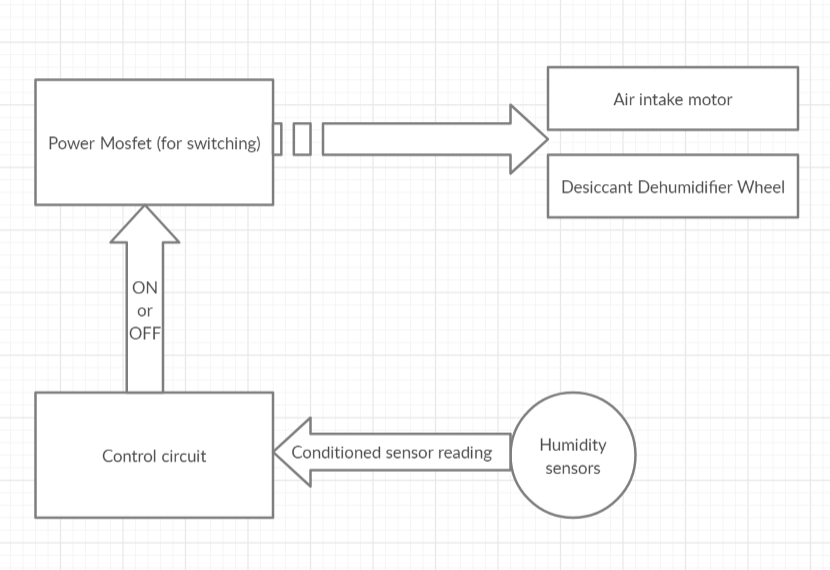 Air intake motor
Power Mosfet (for switching)
Desiccant Dehumidifier Wheel
ON
or
OFF
Control circuit
Conditioned sensor reading
Humidity
sensors